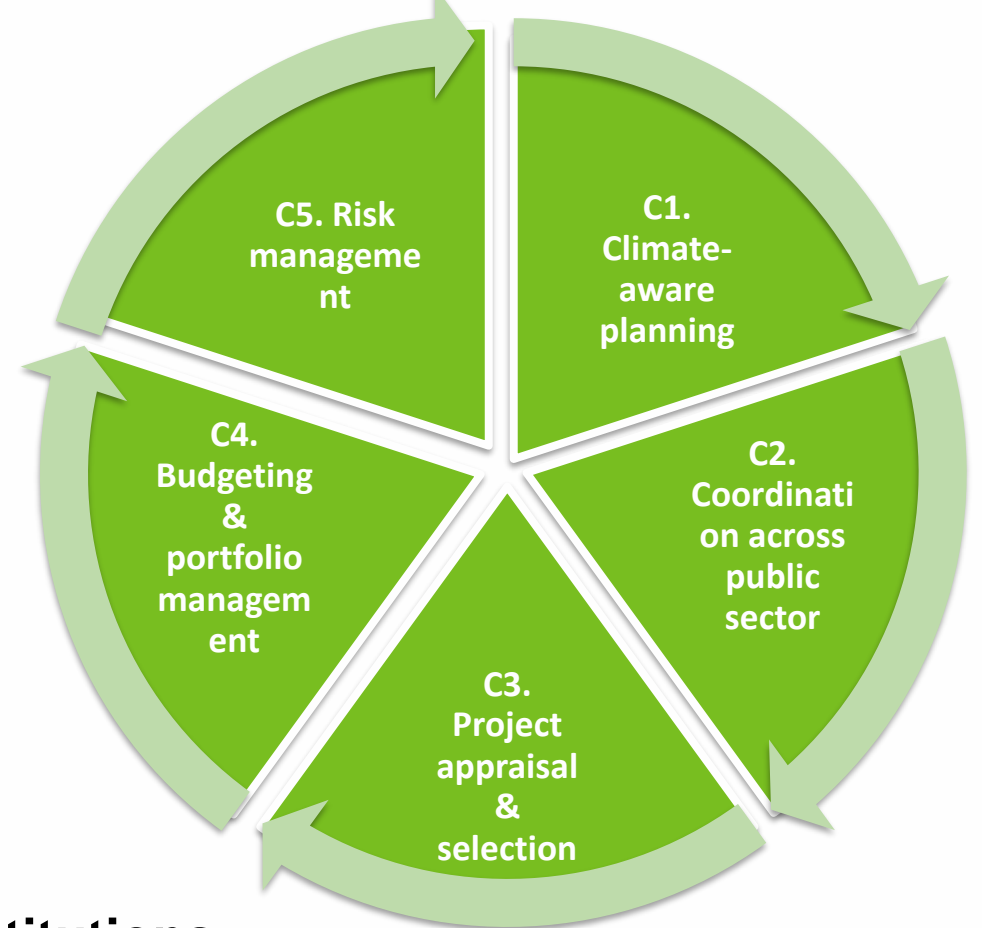 C1.
Climate-
aware
planning
C2.
Coordinati
on across
public
sector
C3.
Project
appraisal
&
selection
C4.
Budgeting
&
portfolio
managem
ent
C5. Risk
manageme
nt